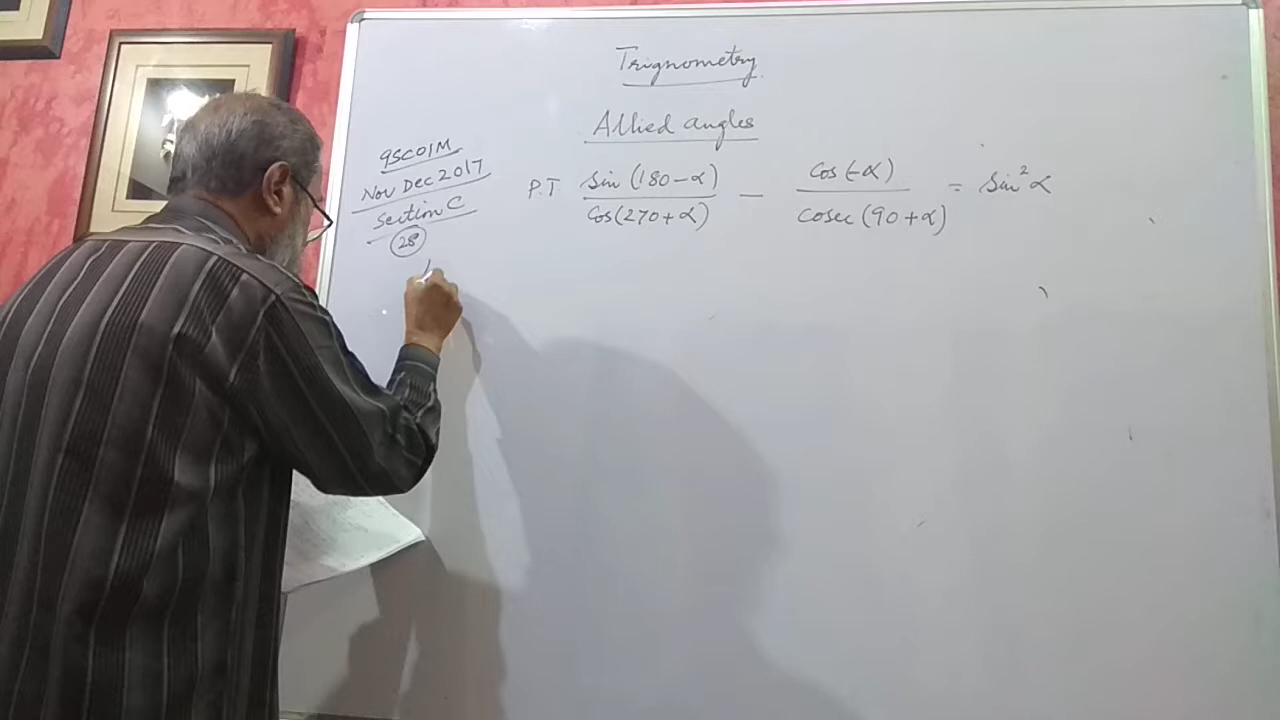 Trignometry
Allied angles
9SC01M
Nov Dec 2017
Section C
28
P.T sin (180-α)/cos(270+α) - cos(-α)/cosec(90+α) = sin²α